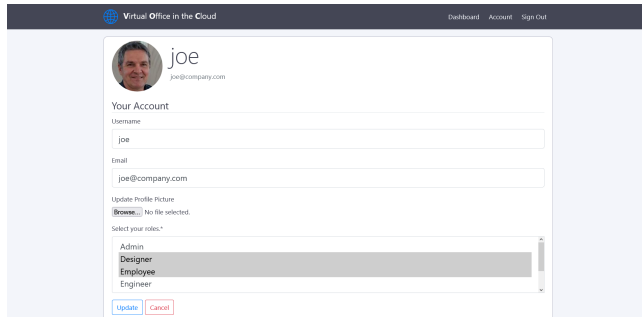 Virtual Office in the Cloud
Dashboard Account Sign Out
joe
joe@company.com
Your Account
Username
joe
Email
joe@company.com
Update Profile Picture
Browse... No file selected.
Select your roles.*
Admin
Designer
Employee
Engineer
Update Cancel